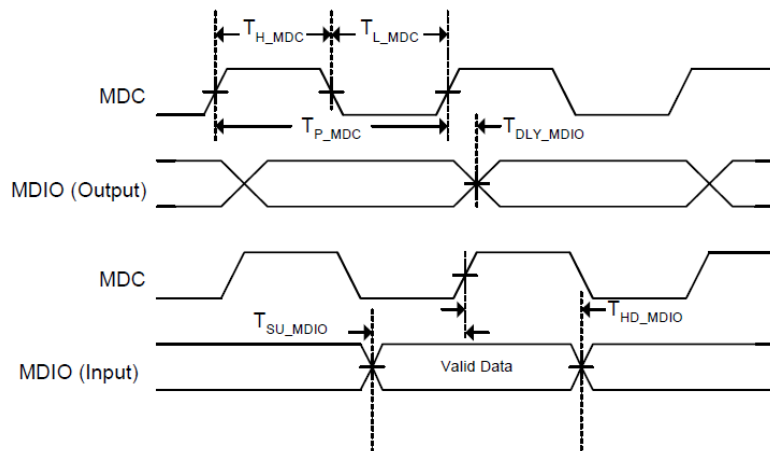 T_H_MDC T_L_MDC
MDC
T_P_MDC T_DLY_MDIO
MDIO (Output)
MDC
T_SU_MDIO T_HD_MDIO
MDIO (Input) Valid Data